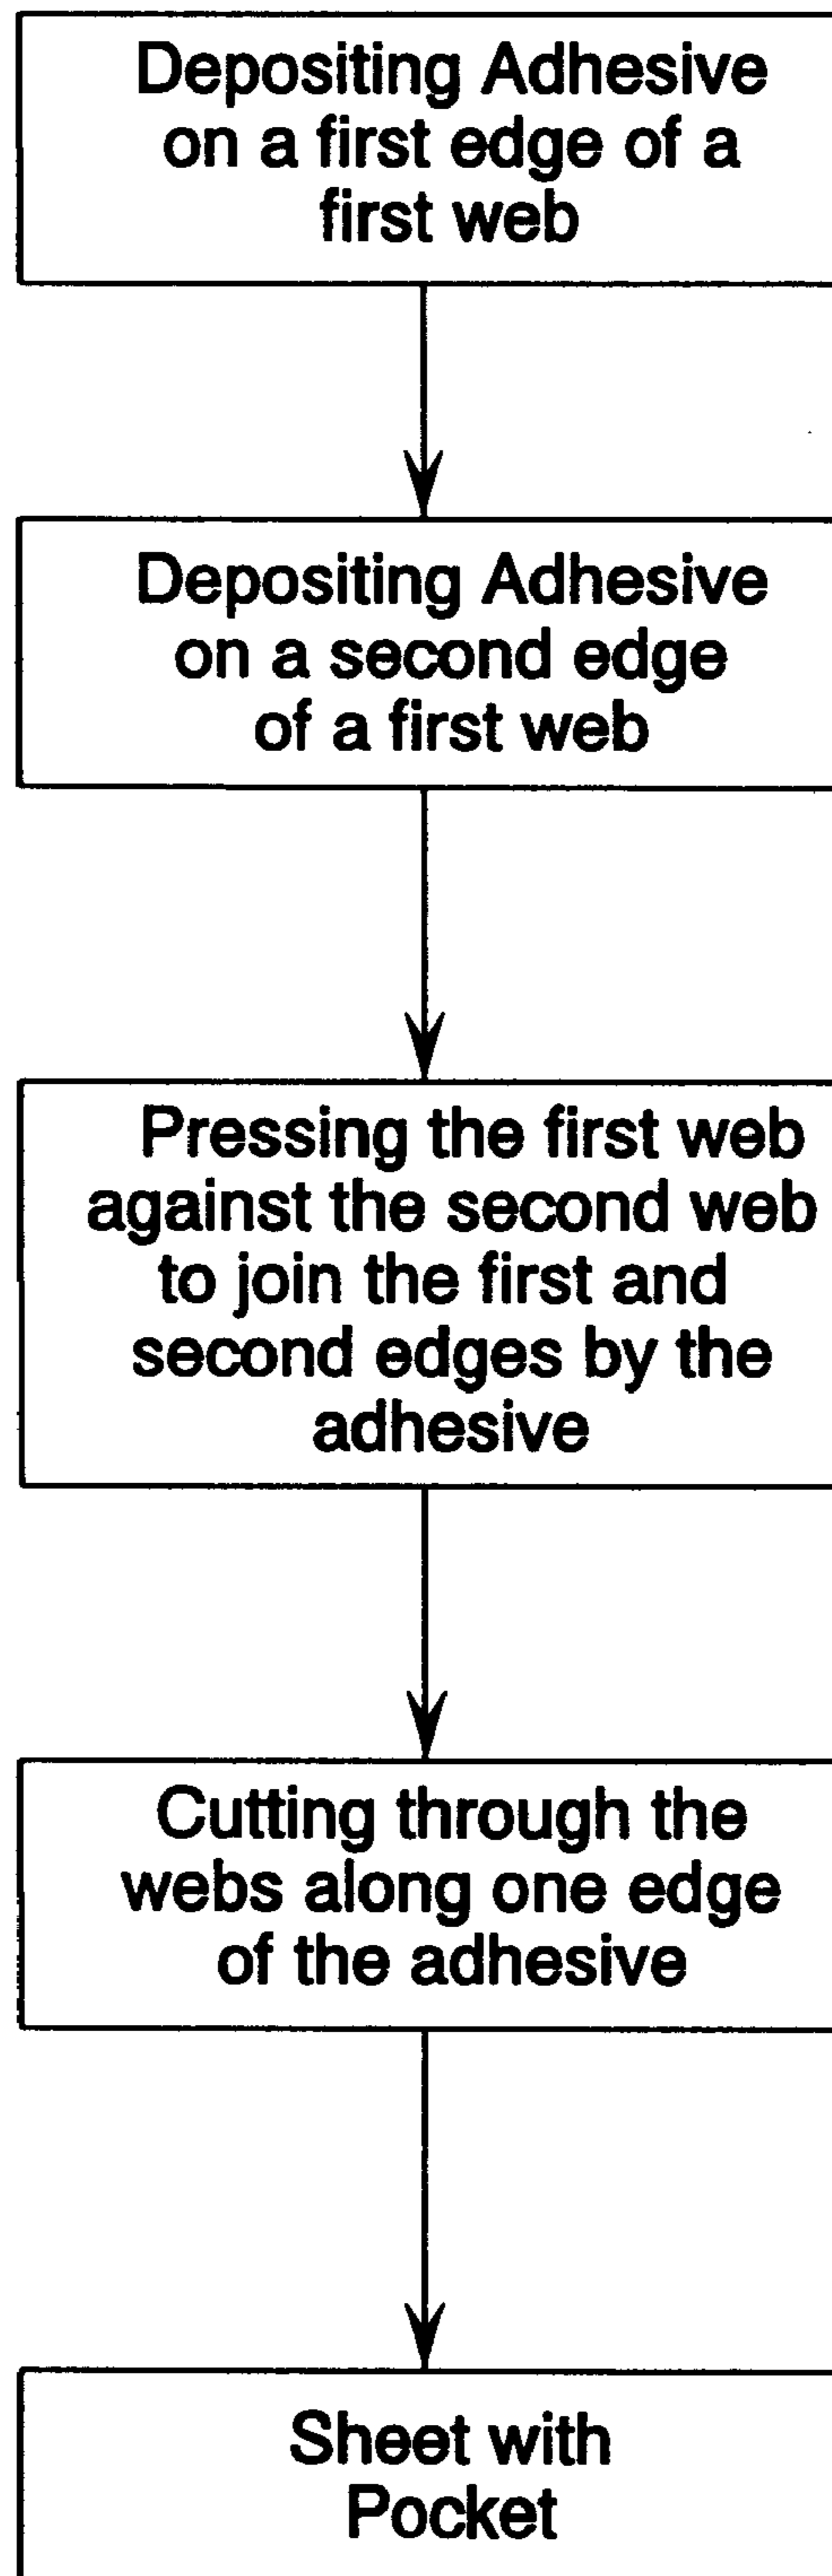 Depositing Adhesive
on a first edge of a
first web
Depositing Adhesive
on a second edge
of a first web
Pressing the first web
against the second web
to join the first and
second edges by the
adhesive
Cutting through the
webs along one edge
of the adhesive
Sheet with
Pocket